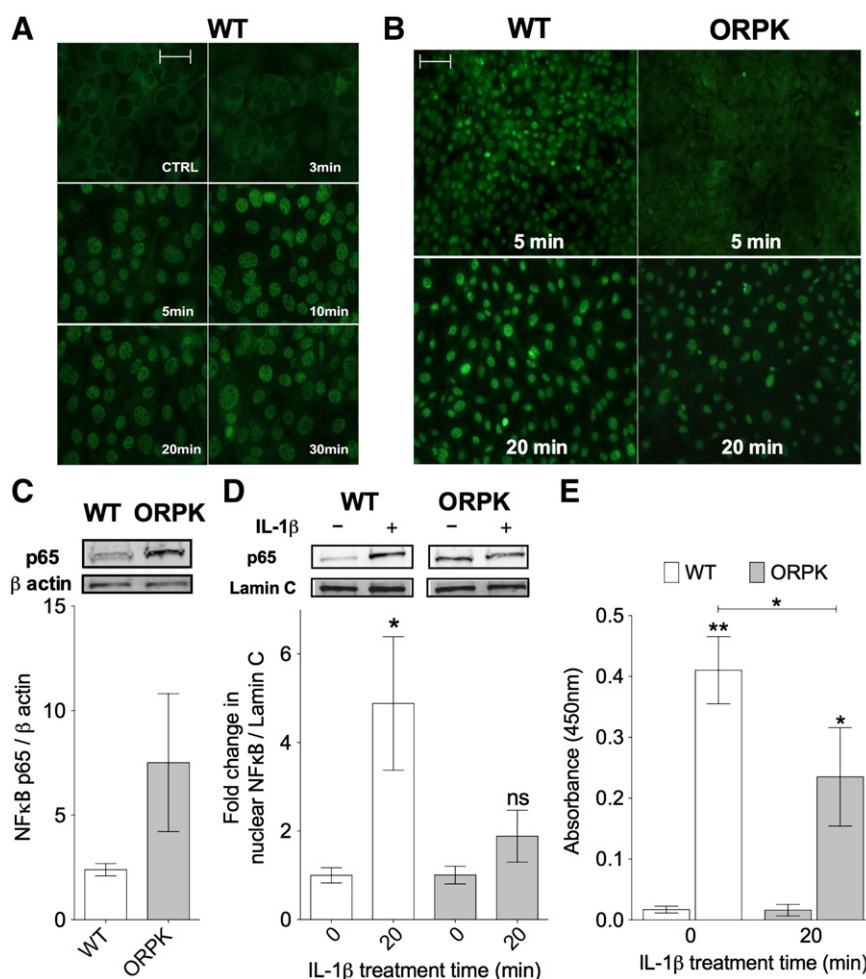 A
WT
CTRL
3min
5min
10min
20min
30min
B
WT ORPK
5 min
5 min
20 min
20 min
C
WT ORPK
p65
β actin
NFκB p65 / β actin
15
10
5
0
WT
ORPK
D
WT ORPK
IL-1β − + − +
p65
Lamin C
Fold change in
nuclear NFκB / Lamin C
6
4
2
0
*
ns
0 20 0 20
IL-1β treatment time (min)
E
WT ORPK
Absorbance (450nm)
0.5
0.4
0.3
0.2
0.1
0.0
*
**
*
0 20
IL-1β treatment time (min)